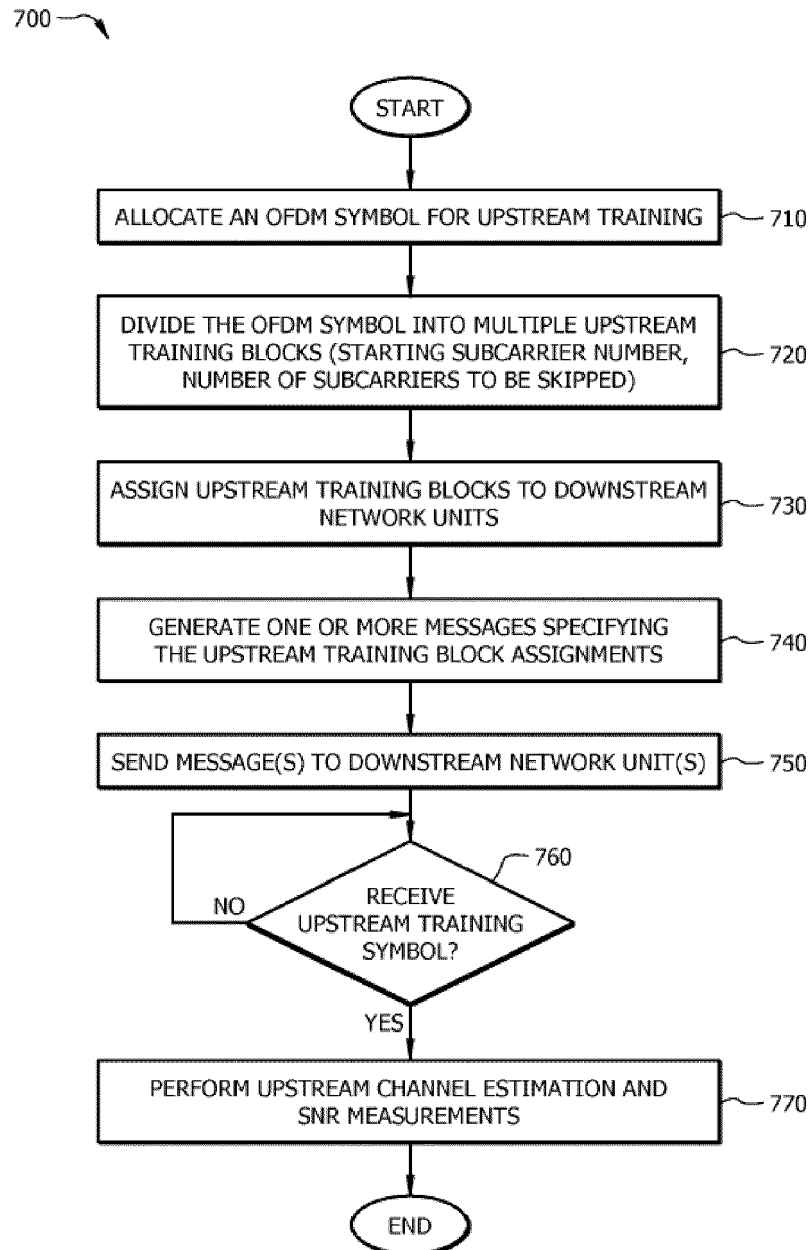 700
START
ALLOCATE AN OFDM SYMBOL FOR UPSTREAM TRAINING
710
DIVIDE THE OFDM SYMBOL INTO MULTIPLE UPSTREAM
TRAINING BLOCKS (STARTING SUBCARRIER NUMBER,
NUMBER OF SUBCARRIERS TO BE SKIPPED)
720
ASSIGN UPSTREAM TRAINING BLOCKS TO DOWNSTREAM
NETWORK UNITS
730
GENERATE ONE OR MORE MESSAGES SPECIFYING
THE UPSTREAM TRAINING BLOCK ASSIGNMENTS
740
SEND MESSAGE(S) TO DOWNSTREAM NETWORK UNIT(S)
750
760
RECEIVE
UPSTREAM TRAINING
SYMBOL?
NO
YES
PERFORM UPSTREAM CHANNEL ESTIMATION AND
SNR MEASUREMENTS
770
END